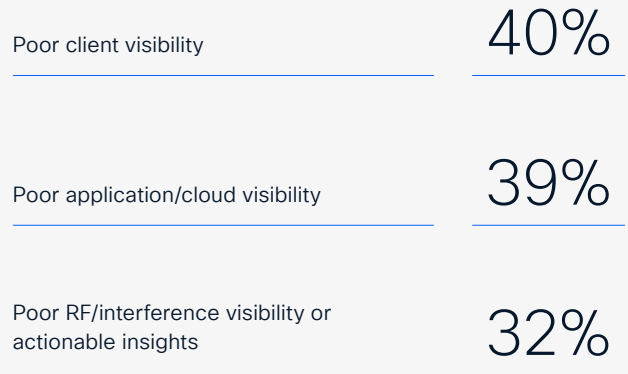 Poor client visibility
40%
Poor application/cloud visibility
39%
Poor RF/interference visibility or
actionable insights
32%